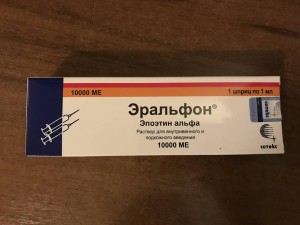 10000 МЕ
1 шприц по 1 мл
Эральфон®
Эпоэтин альфа
Раствор для внутривенного и
подкожного введения
10000 МЕ
сотекс